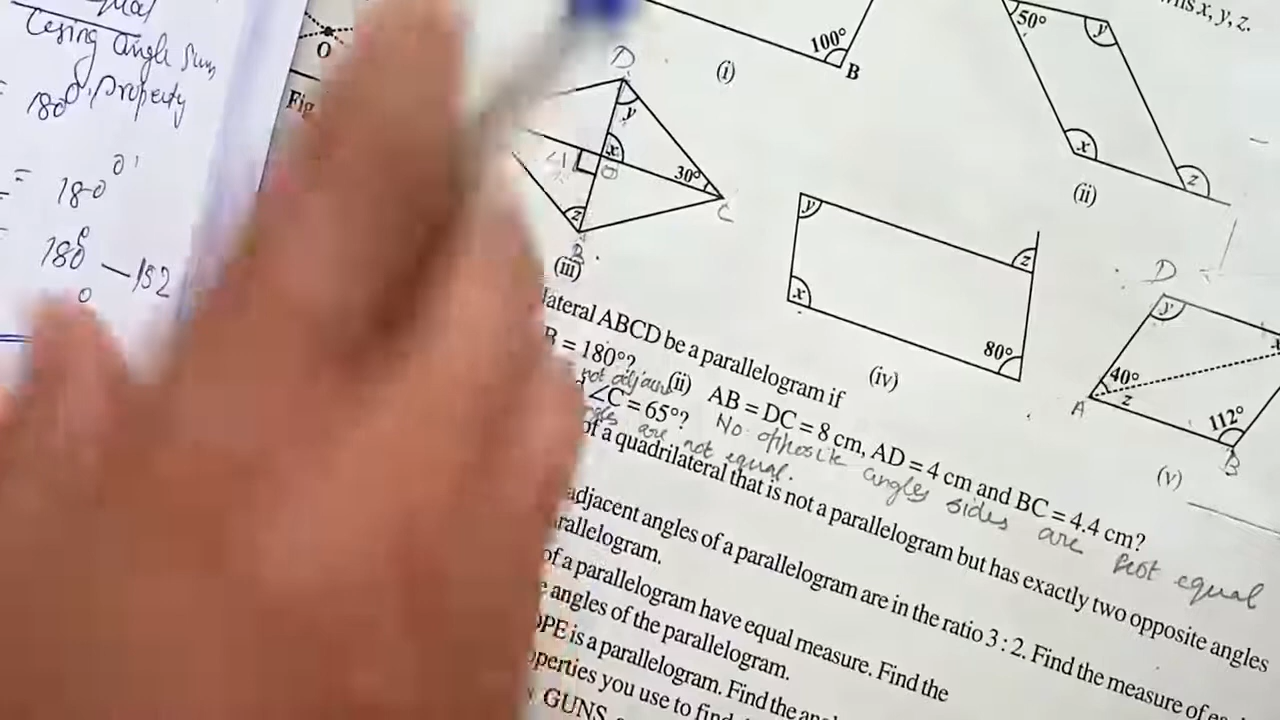 Using Angle Sum
= 180° Property
= 180°
= 180° — 152
O
Fig
ns x, y, z.
100°
B
(i)
50°
y
x
z
(ii)
D
y
x
30°
O
z
C
B
(iii)
y
z
x
80°
(iv)
D
y
x
40°
z
A
112°
B
(v)
lateral ABCD be a parallelogram if
B = 180°? (ii) AB = DC = 8 cm, AD = 4 cm and BC = 4.4 cm?
not adjacent
∠C = 65°? No opposite angles sides are not equal
are not equal.
of a quadrilateral that is not a parallelogram but has exactly two opposite angles
adjacent angles of a parallelogram are in the ratio 3 : 2. Find the measure of
rallelogram.
of a parallelogram have equal measure. Find the
angles of the parallelogram.
OPE is a parallelogram. Find the
operties you use to find
GUNS